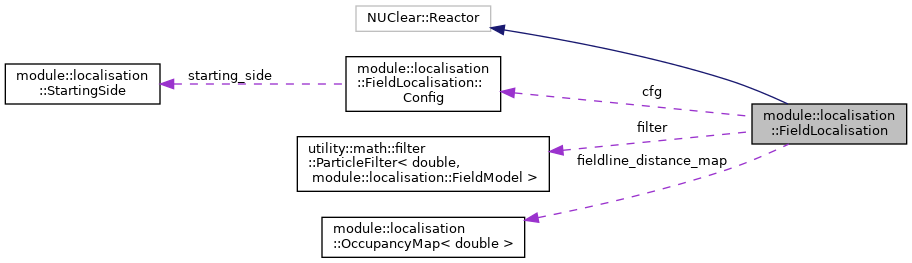 NUClear::Reactor
module::localisation
::StartingSide
starting_side
module::localisation
::FieldLocalisation::
Config
cfg
module::localisation
::FieldLocalisation
filter
utility::math::filter
::ParticleFilter< double,
module::localisation::FieldModel >
fieldline_distance_map
module::localisation
::OccupancyMap< double >